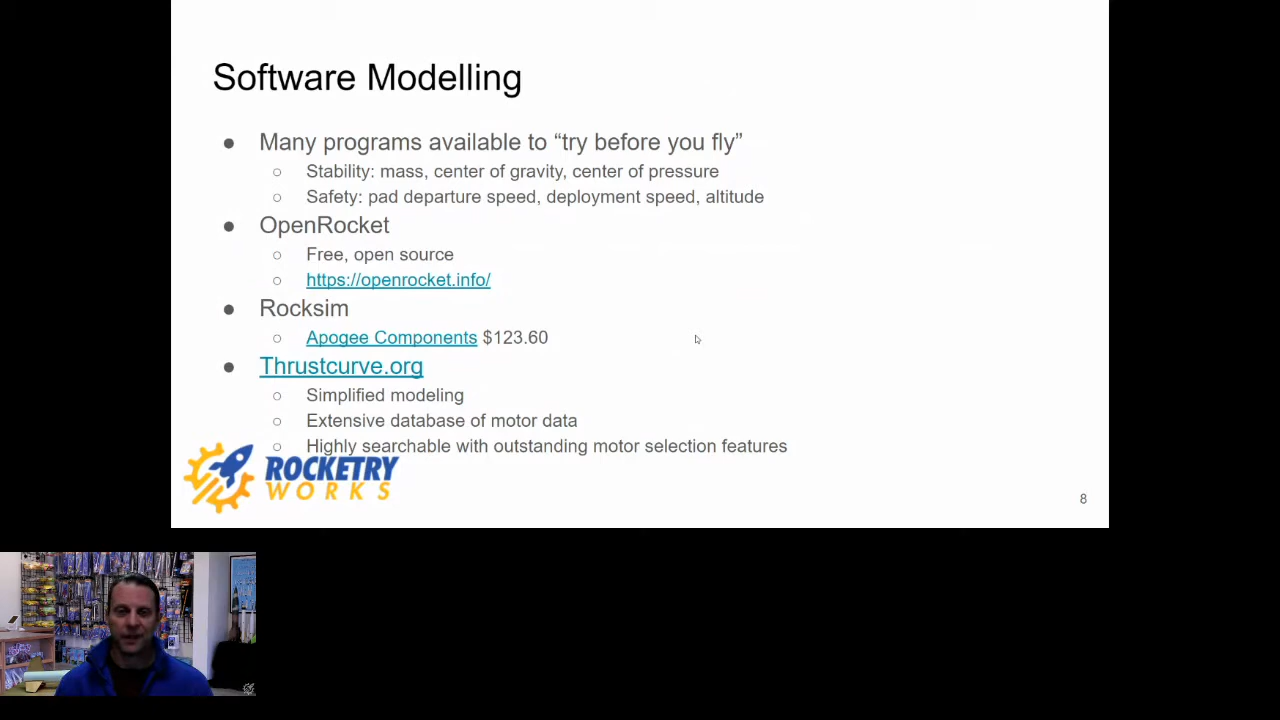 Software Modelling
● Many programs available to “try before you fly”
○ Stability: mass, center of gravity, center of pressure
○ Safety: pad departure speed, deployment speed, altitude
● OpenRocket
○ Free, open source
○ https://openrocket.info/
● Rocksim
○ Apogee Components $123.60
● Thrustcurve.org
○ Simplified modeling
○ Extensive database of motor data
○ Highly searchable with outstanding motor selection features
ROCKETRY
WORKS
8